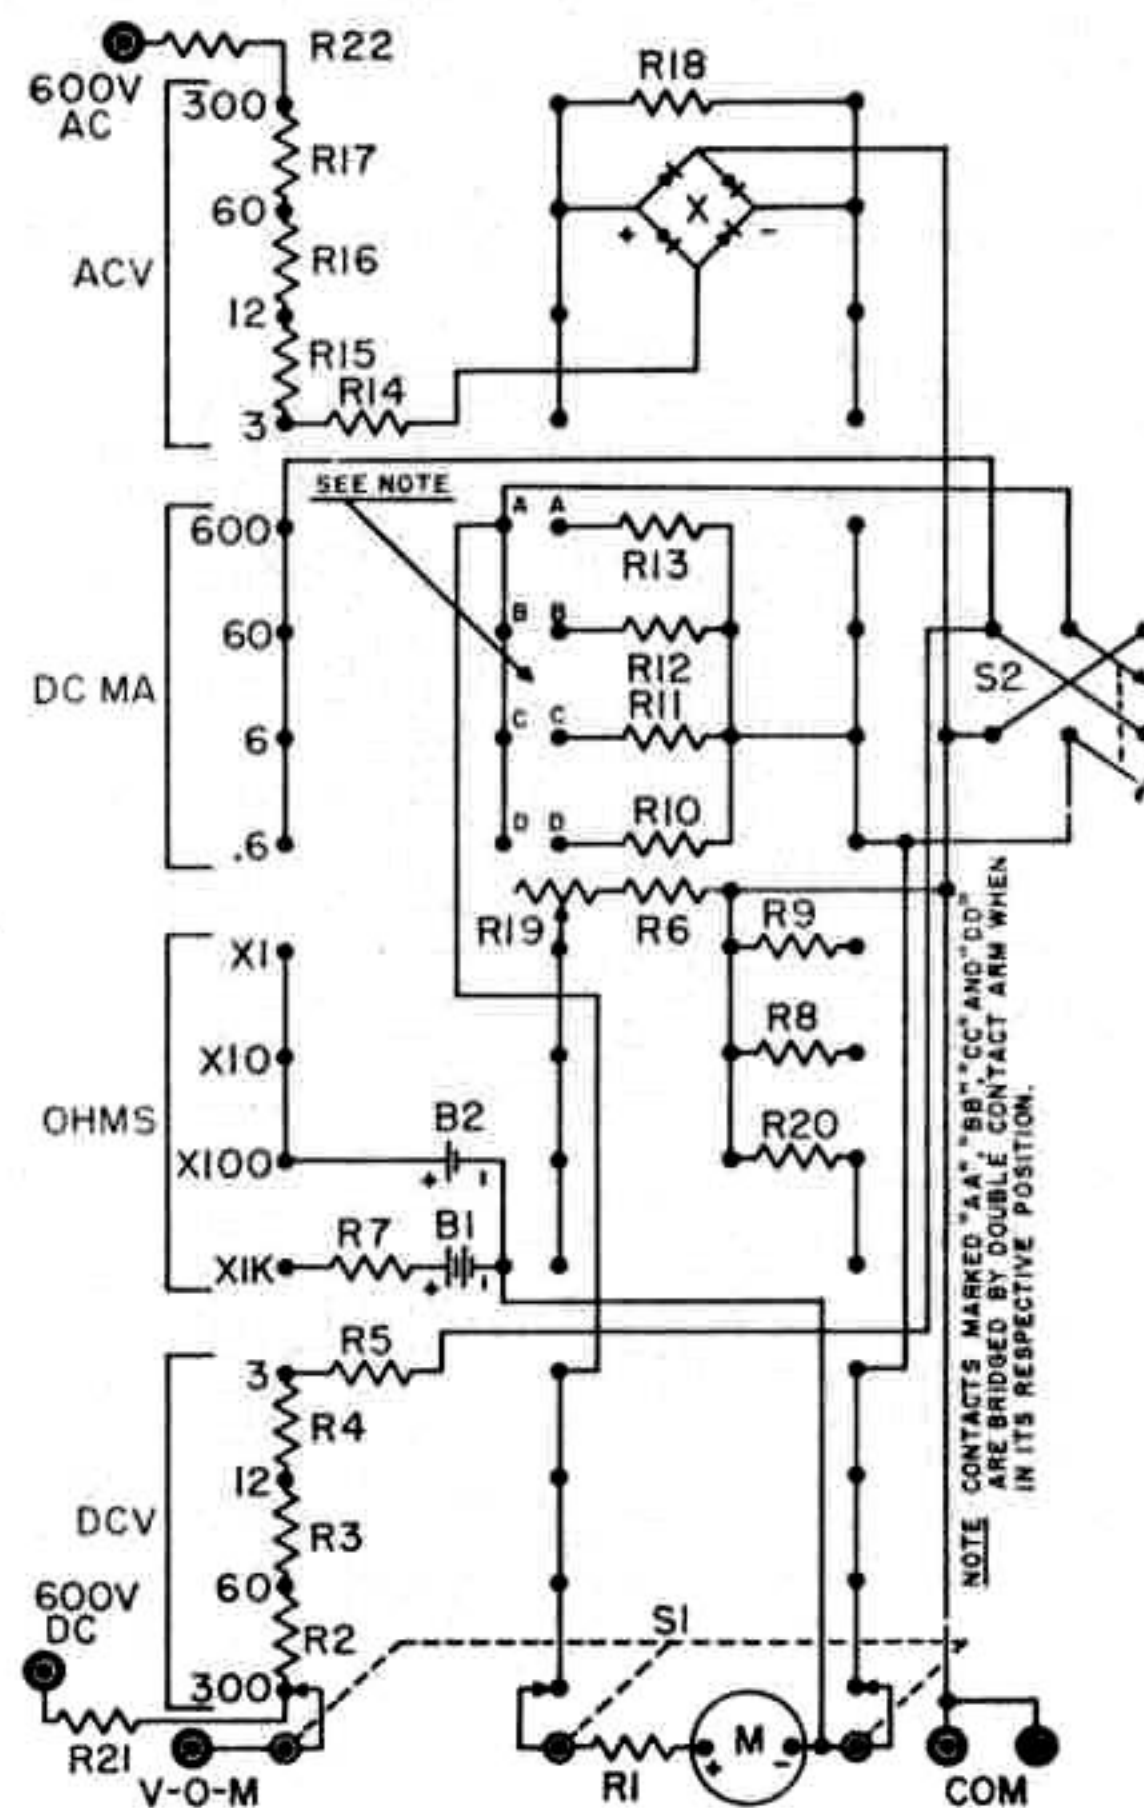 R22
600V
AC
300
R17
60
R16
ACV
12
R15
R14
3
R18
X
+ -
SEE NOTE
DC MA
600
60
6
.6
A A
B B
C C
D D
R13
R12
R11
R10
S2
R19
R6
R9
R8
R20
OHMS
X1
X10
X100
X1K
B2
+ -
R7
B1
+ -
R5
DCV
3
R4
12
R3
60
R2
300
600V
DC
R21
V-O-M
S1
R1
M
+ -
COM
NOTE CONTACTS MARKED "AA", "BB", "CC" AND "DD"
ARE BRIDGED BY DOUBLE CONTACT ARM WHEN
IN ITS RESPECTIVE POSITION.